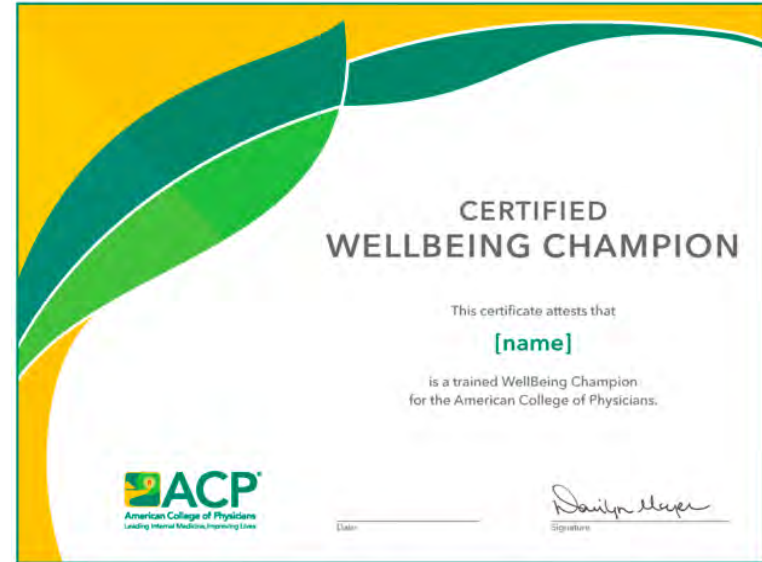 CERTIFIED
WELLBEING CHAMPION
This certificate attests that
[name]
is a trained WellBeing Champion
for the American College of Physicians.
ACP®
American College of Physicians
Leading Internal Medicine, Improving Lives
Date
Signature